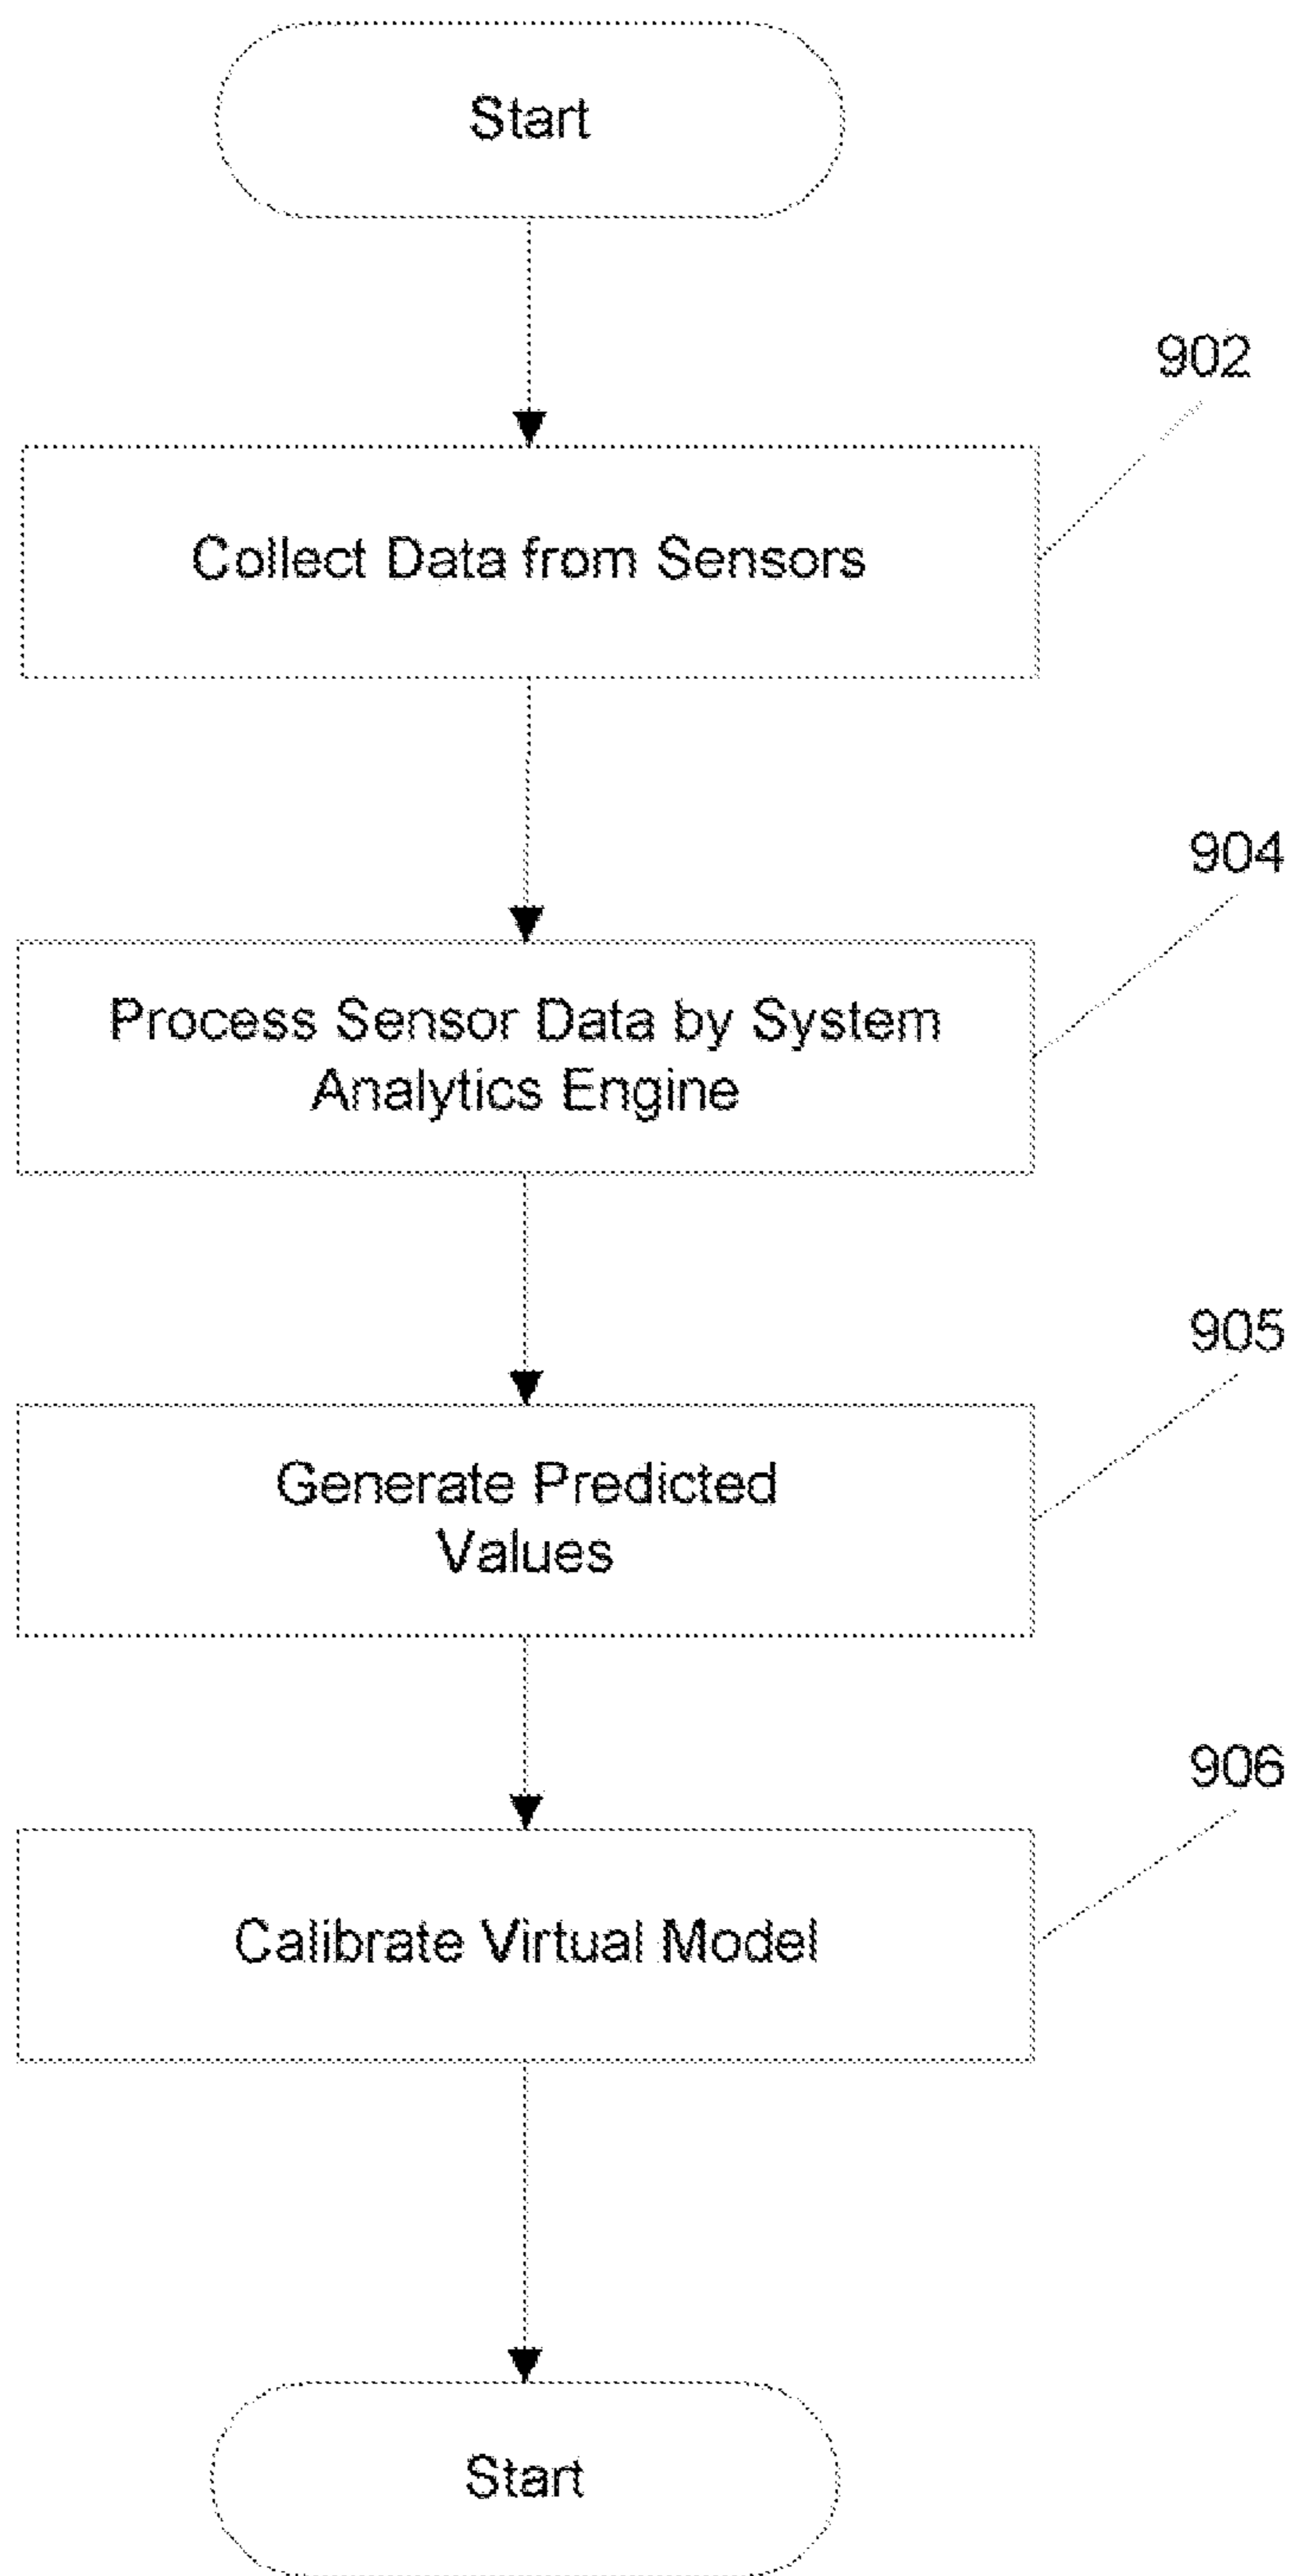 Start
902
Collect Data from Sensors
904
Process Sensor Data by System
Analytics Engine
905
Generate Predicted
Values
906
Calibrate Virtual Model
Start